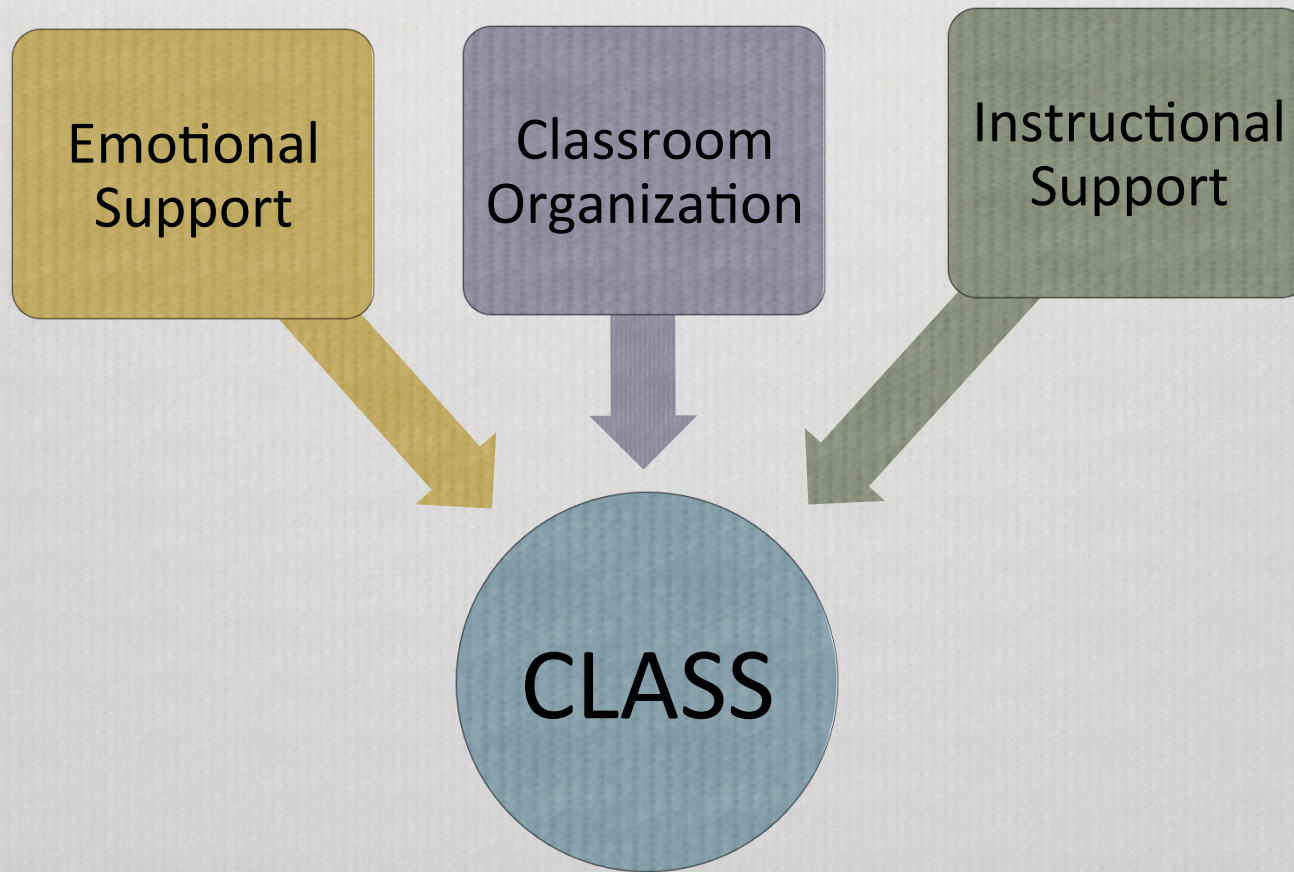 Emotional
Support
Classroom
Organization
Instructional
Support
CLASS